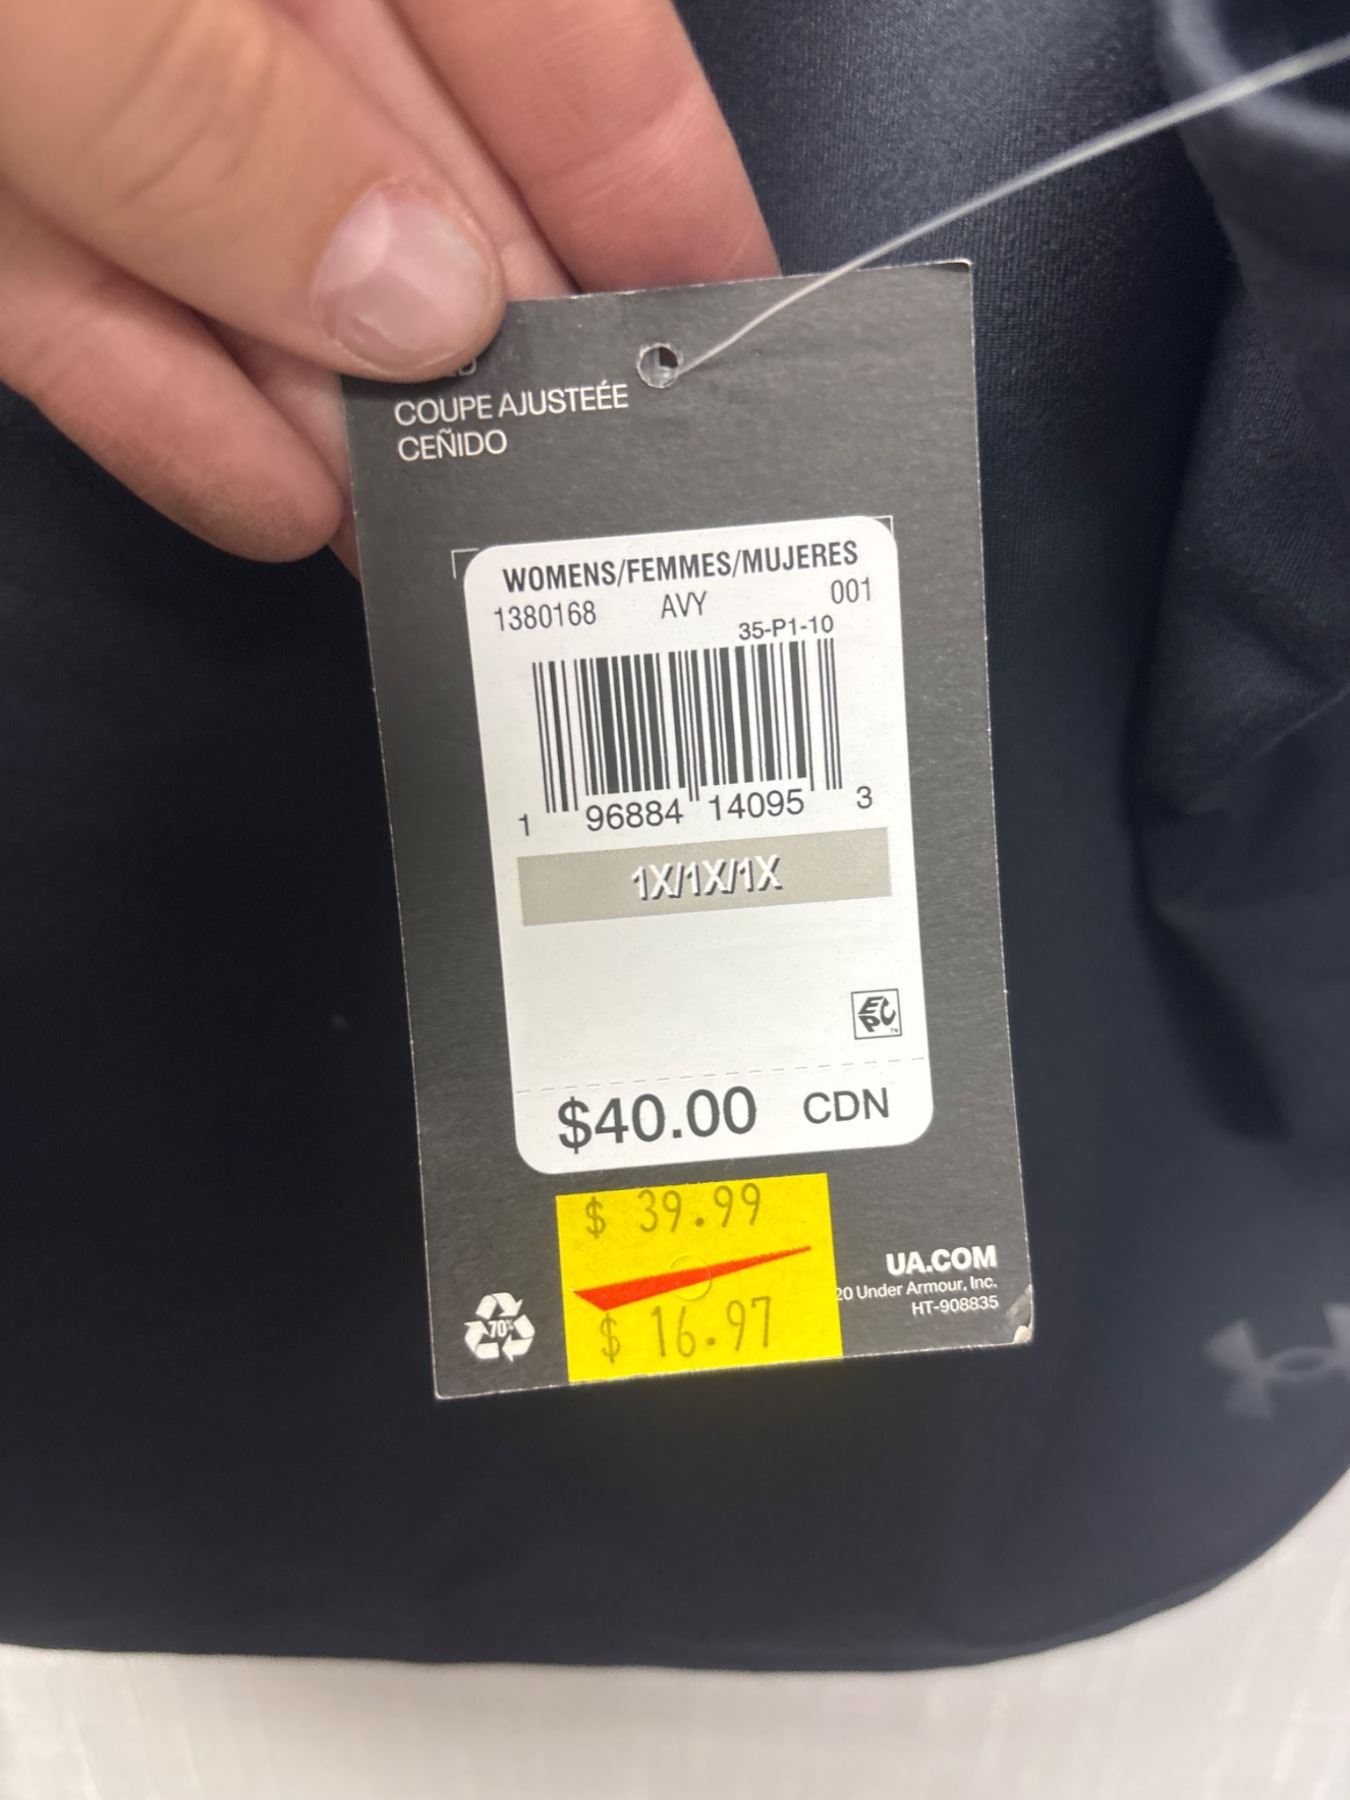 COUPE AJUSTEÉE
CEÑIDO
WOMENS/FEMMES/MUJERES
1380168 AVY 001
35-P1-10
1 96884 14095 3
1X/1X/1X
EPC
$40.00 CDN
$ 39.99
$ 16.97
UA.COM
20 Under Armour, Inc.
HT-908835
70%